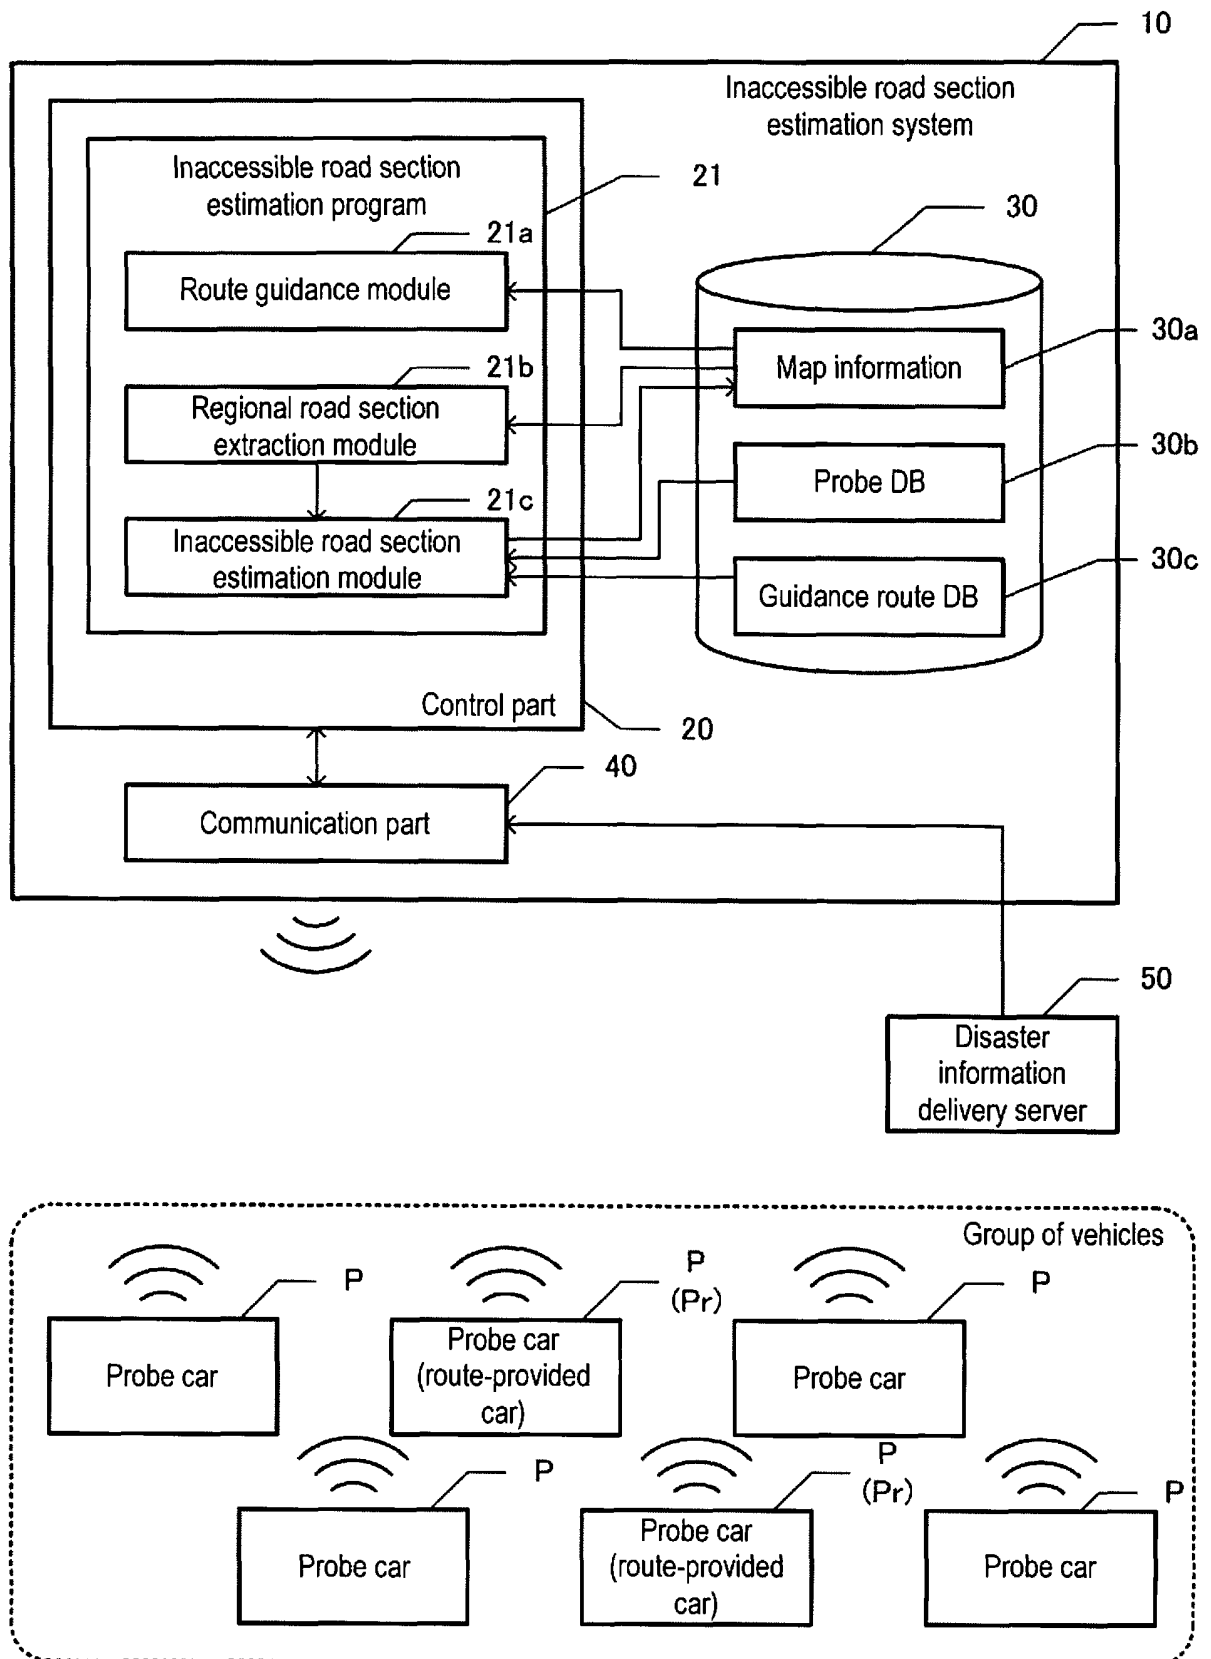 10
Inaccessible road section
estimation system
Inaccessible road section
estimation program
21
30
21a
Route guidance module
30a
Map information
21b
Regional road section
extraction module
30b
Probe DB
21c
Inaccessible road section
estimation module
30c
Guidance route DB
Control part
20
40
Communication part
50
Disaster
information
delivery server
Group of vehicles
P
P
(Pr)
P
Probe car
Probe car
(route-provided
car)
Probe car
P
P
(Pr)
P
Probe car
Probe car
(route-provided
car)
Probe car